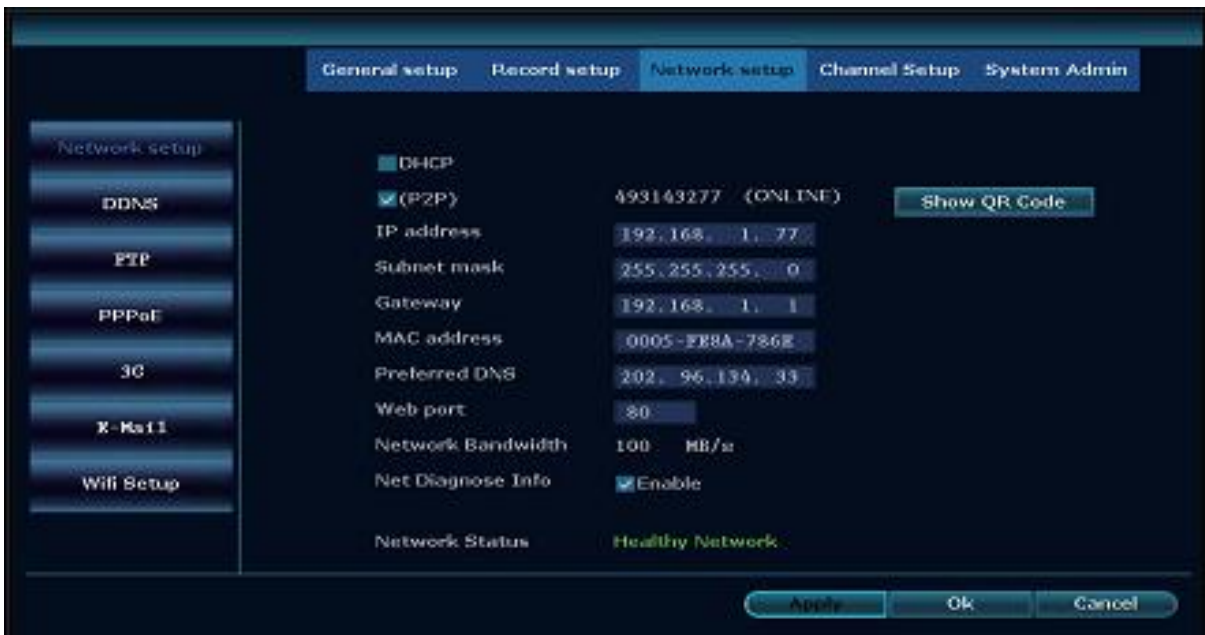 General setup Record setup Network setup Channel Setup System Admin
Network setup
DDNS
FTP
PPPoE
3G
E-Mail
Wifi Setup
DHCP
(P2P) 493143277 (ONLINE) Show QR Code
IP address 192.168. 1. 77
Subnet mask 255.255.255. 0
Gateway 192.168. 1. 1
MAC address 0005-FE8A-786E
Preferred DNS 202. 96.134. 33
Web port 80
Network Bandwidth 100 MB/s
Net Diagnose Info Enable
Network Status Healthy Network
Apply Ok Cancel